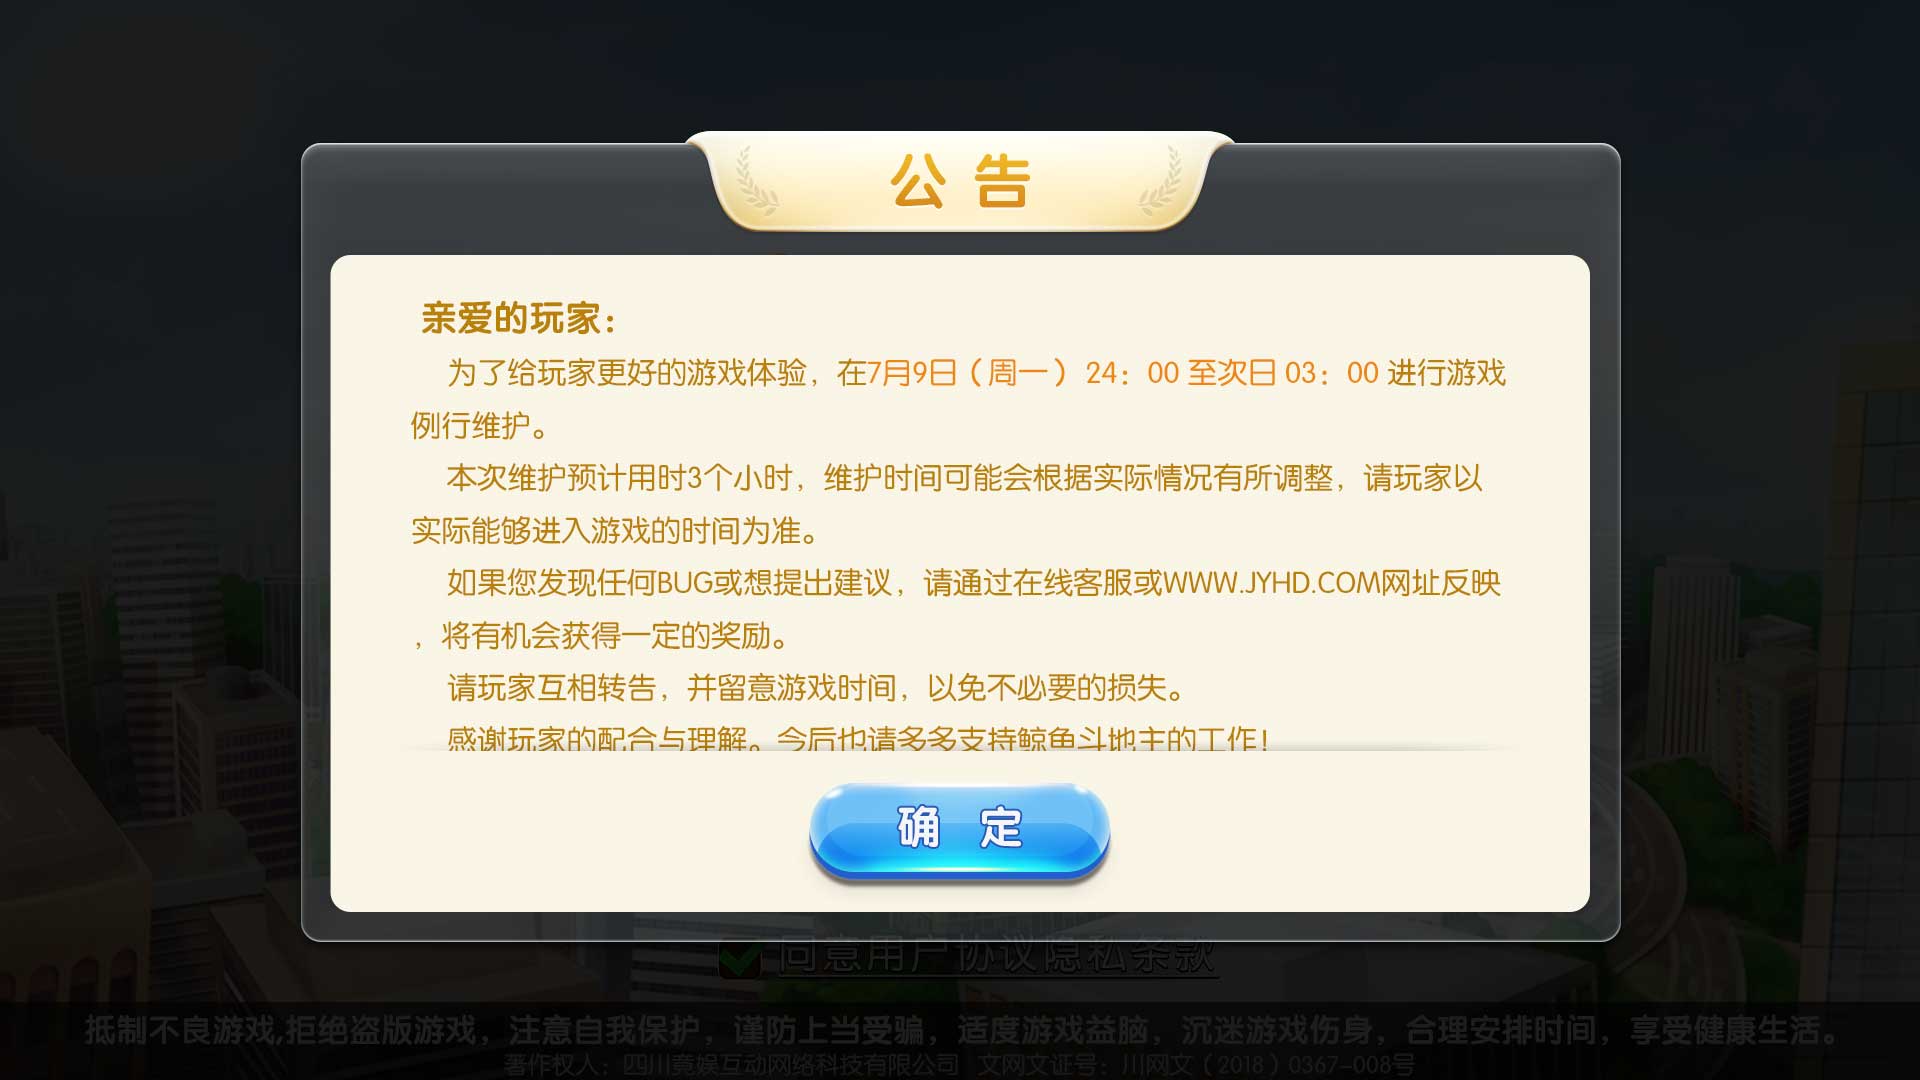 公告
亲爱的玩家：
为了给玩家更好的游戏体验，在7月9日（周一）24：00 至次日 03：00 进行游戏
例行维护。
本次维护预计用时3个小时，维护时间可能会根据实际情况有所调整，请玩家以
实际能够进入游戏的时间为准。
如果您发现任何BUG或想提出建议，请通过在线客服或WWW.JYHD.COM网址反映
，将有机会获得一定的奖励。
请玩家互相转告，并留意游戏时间，以免不必要的损失。
感谢玩家的配合与理解。今后也请多多支持鲸鱼斗地主的工作！
确定
同意用户协议隐私条款
抵制不良游戏,拒绝盗版游戏，注意自我保护，谨防上当受骗，适度游戏益脑，沉迷游戏伤身，合理安排时间，享受健康生活。
著作权人：四川竟娱互动网络科技有限公司 文网文证号：川网文（2018）0367-008号